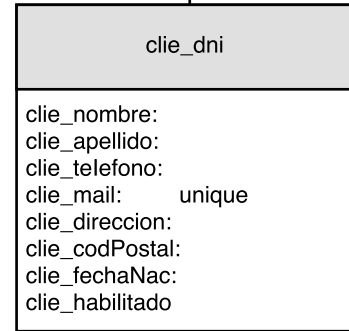 clie_dni
clie_nombre:
clie_apellido:
clie_telefono:
clie_mail: unique
clie_direccion:
clie_codPostal:
clie_fechaNac:
clie_habilitado